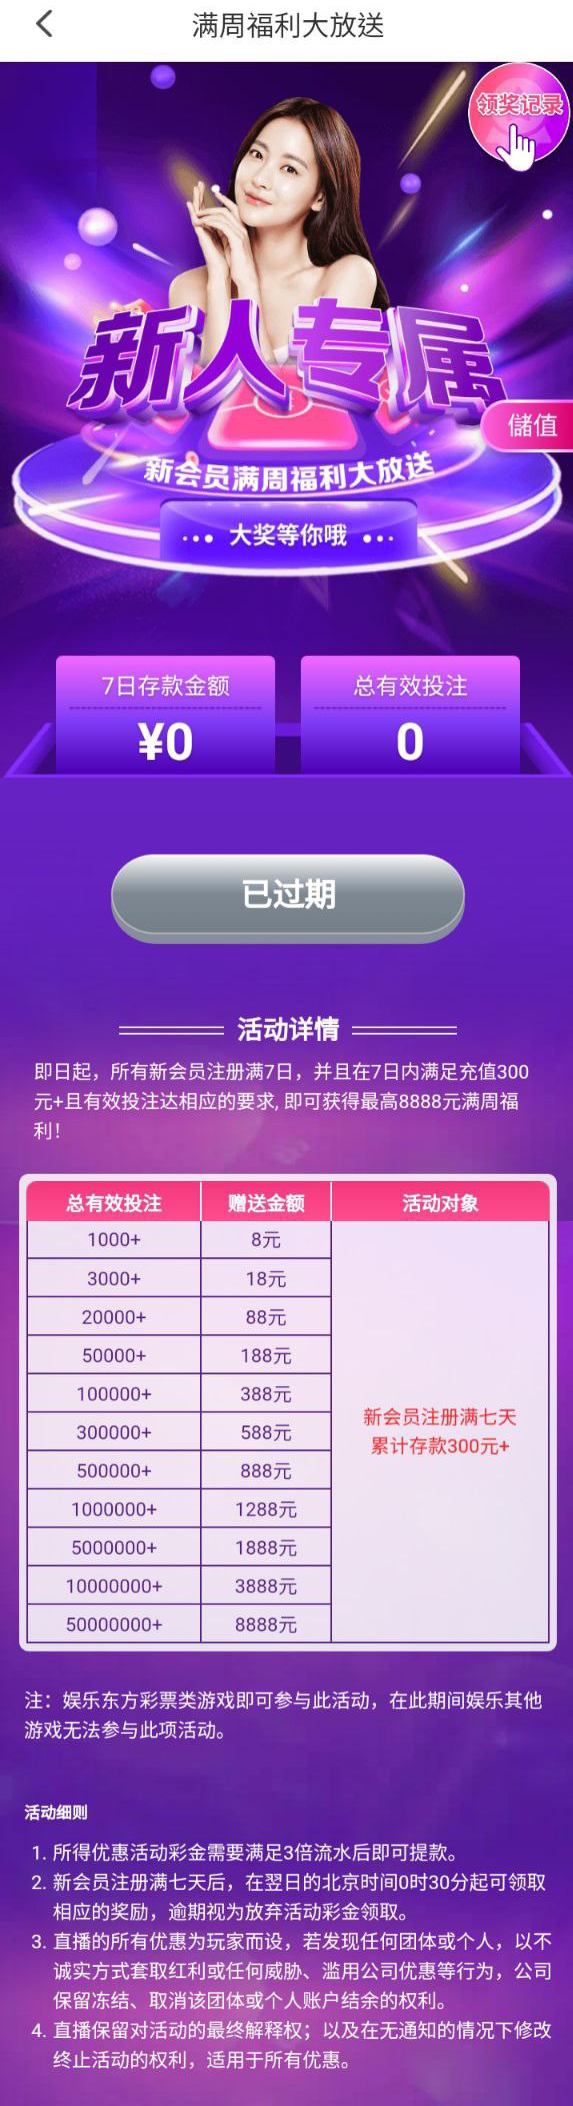 满周福利大放送
领奖记录
新人专属
儲值
新会员满周福利大放送
••• 大奖等你哦 •••
7日存款金额 总有效投注
¥0 0
已过期
活动详情
即日起，所有新会员注册满7日，并且在7日内满足充值300
元+且有效投注达相应的要求, 即可获得最高8888元满周福
利！
总有效投注 赠送金额 活动对象
1000+ 8元
3000+ 18元
20000+ 88元
50000+ 188元
100000+ 388元
300000+ 588元
新会员注册满七天
累计存款300元+
500000+ 888元
1000000+ 1288元
5000000+ 1888元
10000000+ 3888元
50000000+ 8888元
注：娱乐东方彩票类游戏即可参与此活动，在此期间娱乐其他
游戏无法参与此项活动。
活动细则
1. 所得优惠活动彩金需要满足3倍流水后即可提款。
2. 新会员注册满七天后，在翌日的北京时间0时30分起可领取
相应的奖励，逾期视为放弃活动彩金领取。
3. 直播的所有优惠为玩家而设，若发现任何团体或个人，以不
诚实方式套取红利或任何威胁、滥用公司优惠等行为，公司
保留冻结、取消该团体或个人账户结余的权利。
4. 直播保留对活动的最终解释权；以及在无通知的情况下修改
终止活动的权利，适用于所有优惠。